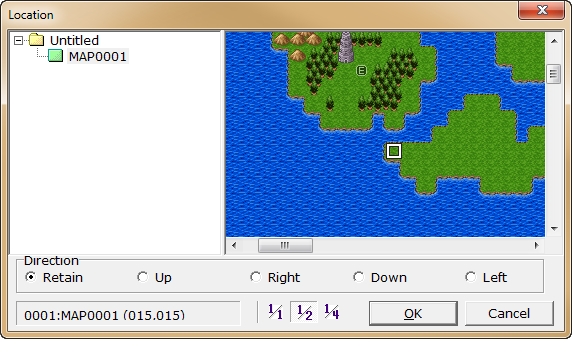 Location
Untitled
MAP0001
E
Direction
Retain
Up
Right
Down
Left
0001:MAP0001 (015,015)
1/1
1/2
1/4
OK
Cancel